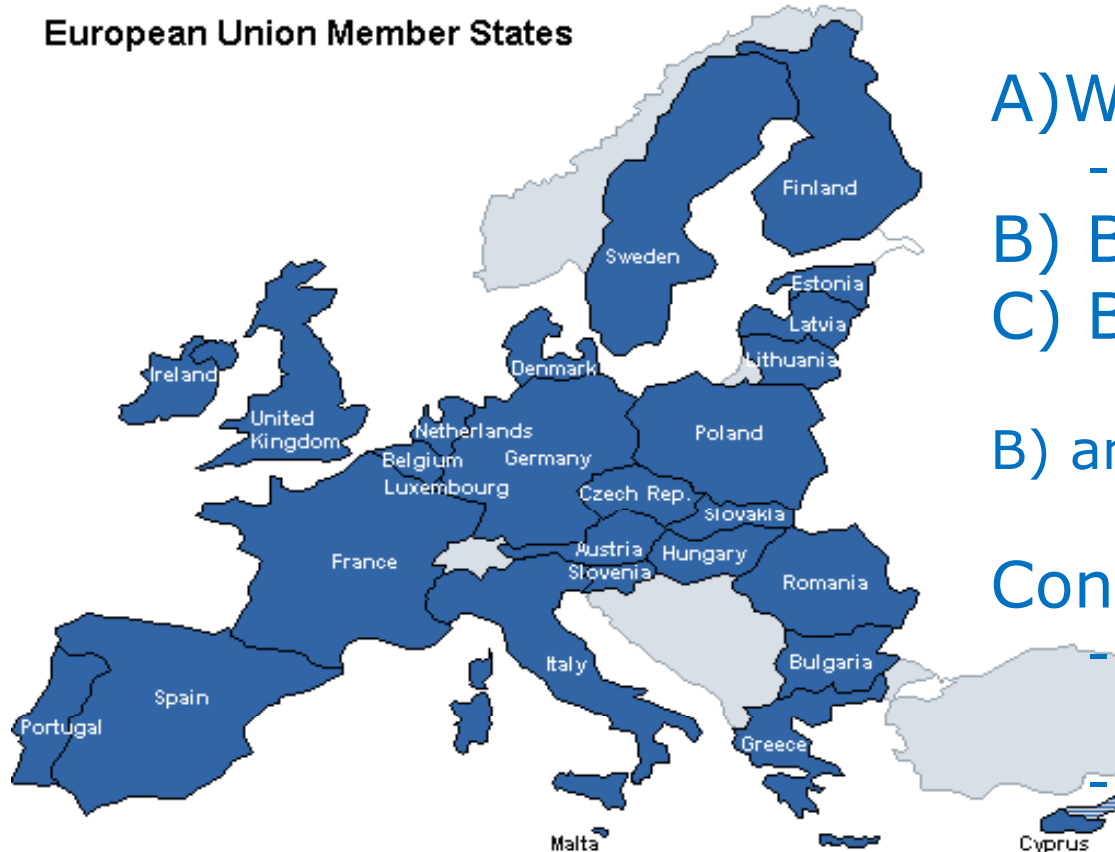 European Union Member States
A)W
-
Finland
B) B
Sweden
Estonia
C) B
Latvia
Lithuania
Denmark
Ireland
United
Kingdom
Netherlands
Poland
B) ar
Belgium
Germany
Luxembourg
Czech Rep.
Slovakia
Austria
Hungary
France
Slovenia
Romania
Con
-
Italy
Bulgaria
Spain
Portugal
Greece
-
Malta
Cyprus